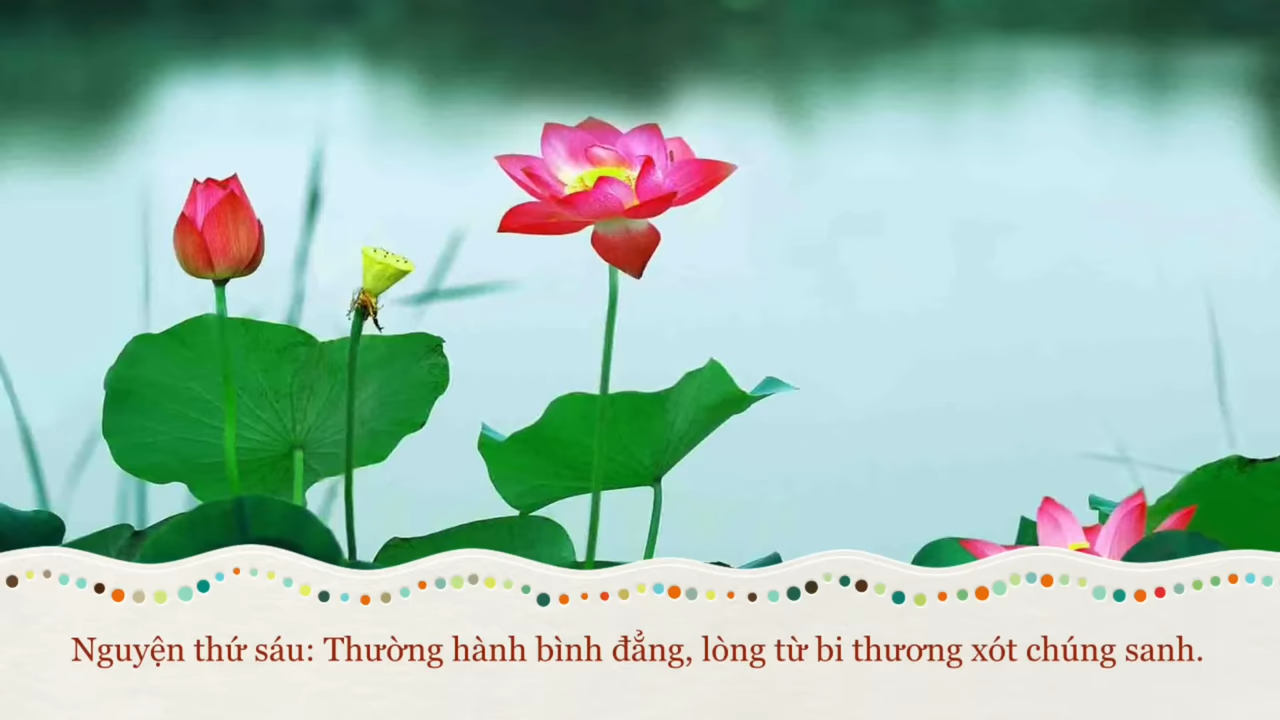 Nguyện thứ sáu: Thường hành bình đẳng, lòng từ bi thương xót chúng sanh.